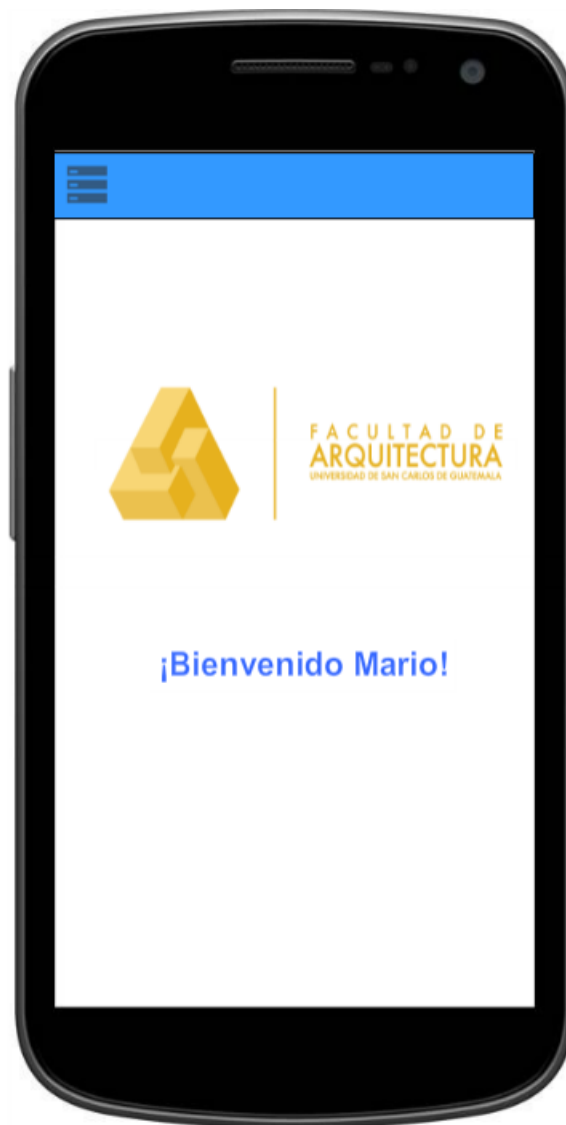 FACULTAD DE
ARQUITECTURA
UNIVERSIDAD DE SAN CARLOS DE GUATEMALA
¡Bienvenido Mario!